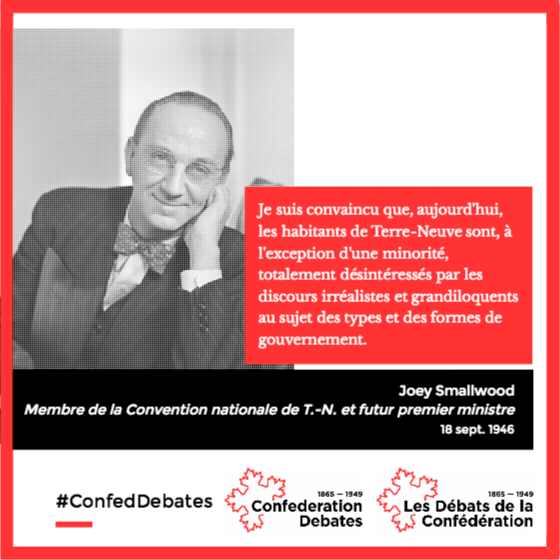 Je suis convaincu que, aujourd'hui,
les habitants de Terre-Neuve sont, à
l'exception d'une minorité,
totalement désintéressés par les
discours irréalistes et grandiloquents
au sujet des types et des formes de
gouvernement.
Joey Smallwood
Membre de la Convention nationale de T.-N. et futur premier ministre
18 sept. 1946
#ConfedDebates
1865 — 1949
Confederation
Debates
1865 — 1949
Les Débats de la
Confédération